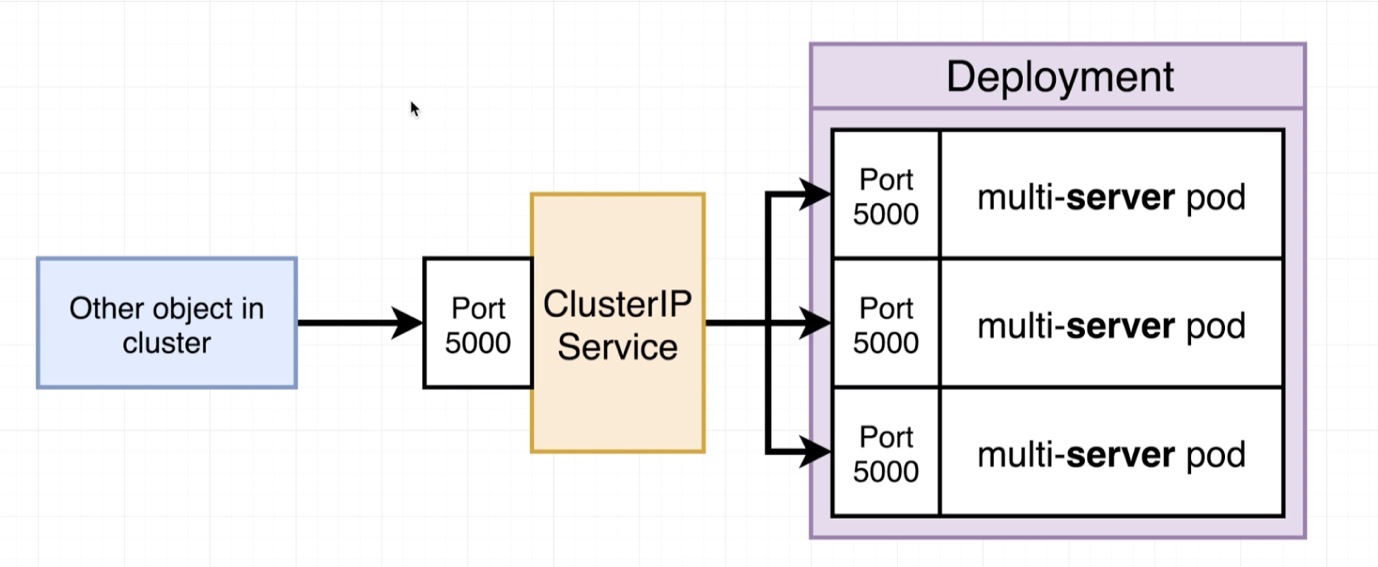 Deployment
Port
5000
multi-server pod
Other object in
cluster
Port
5000
ClusterIP
Service
Port
5000
multi-server pod
Port
5000
multi-server pod